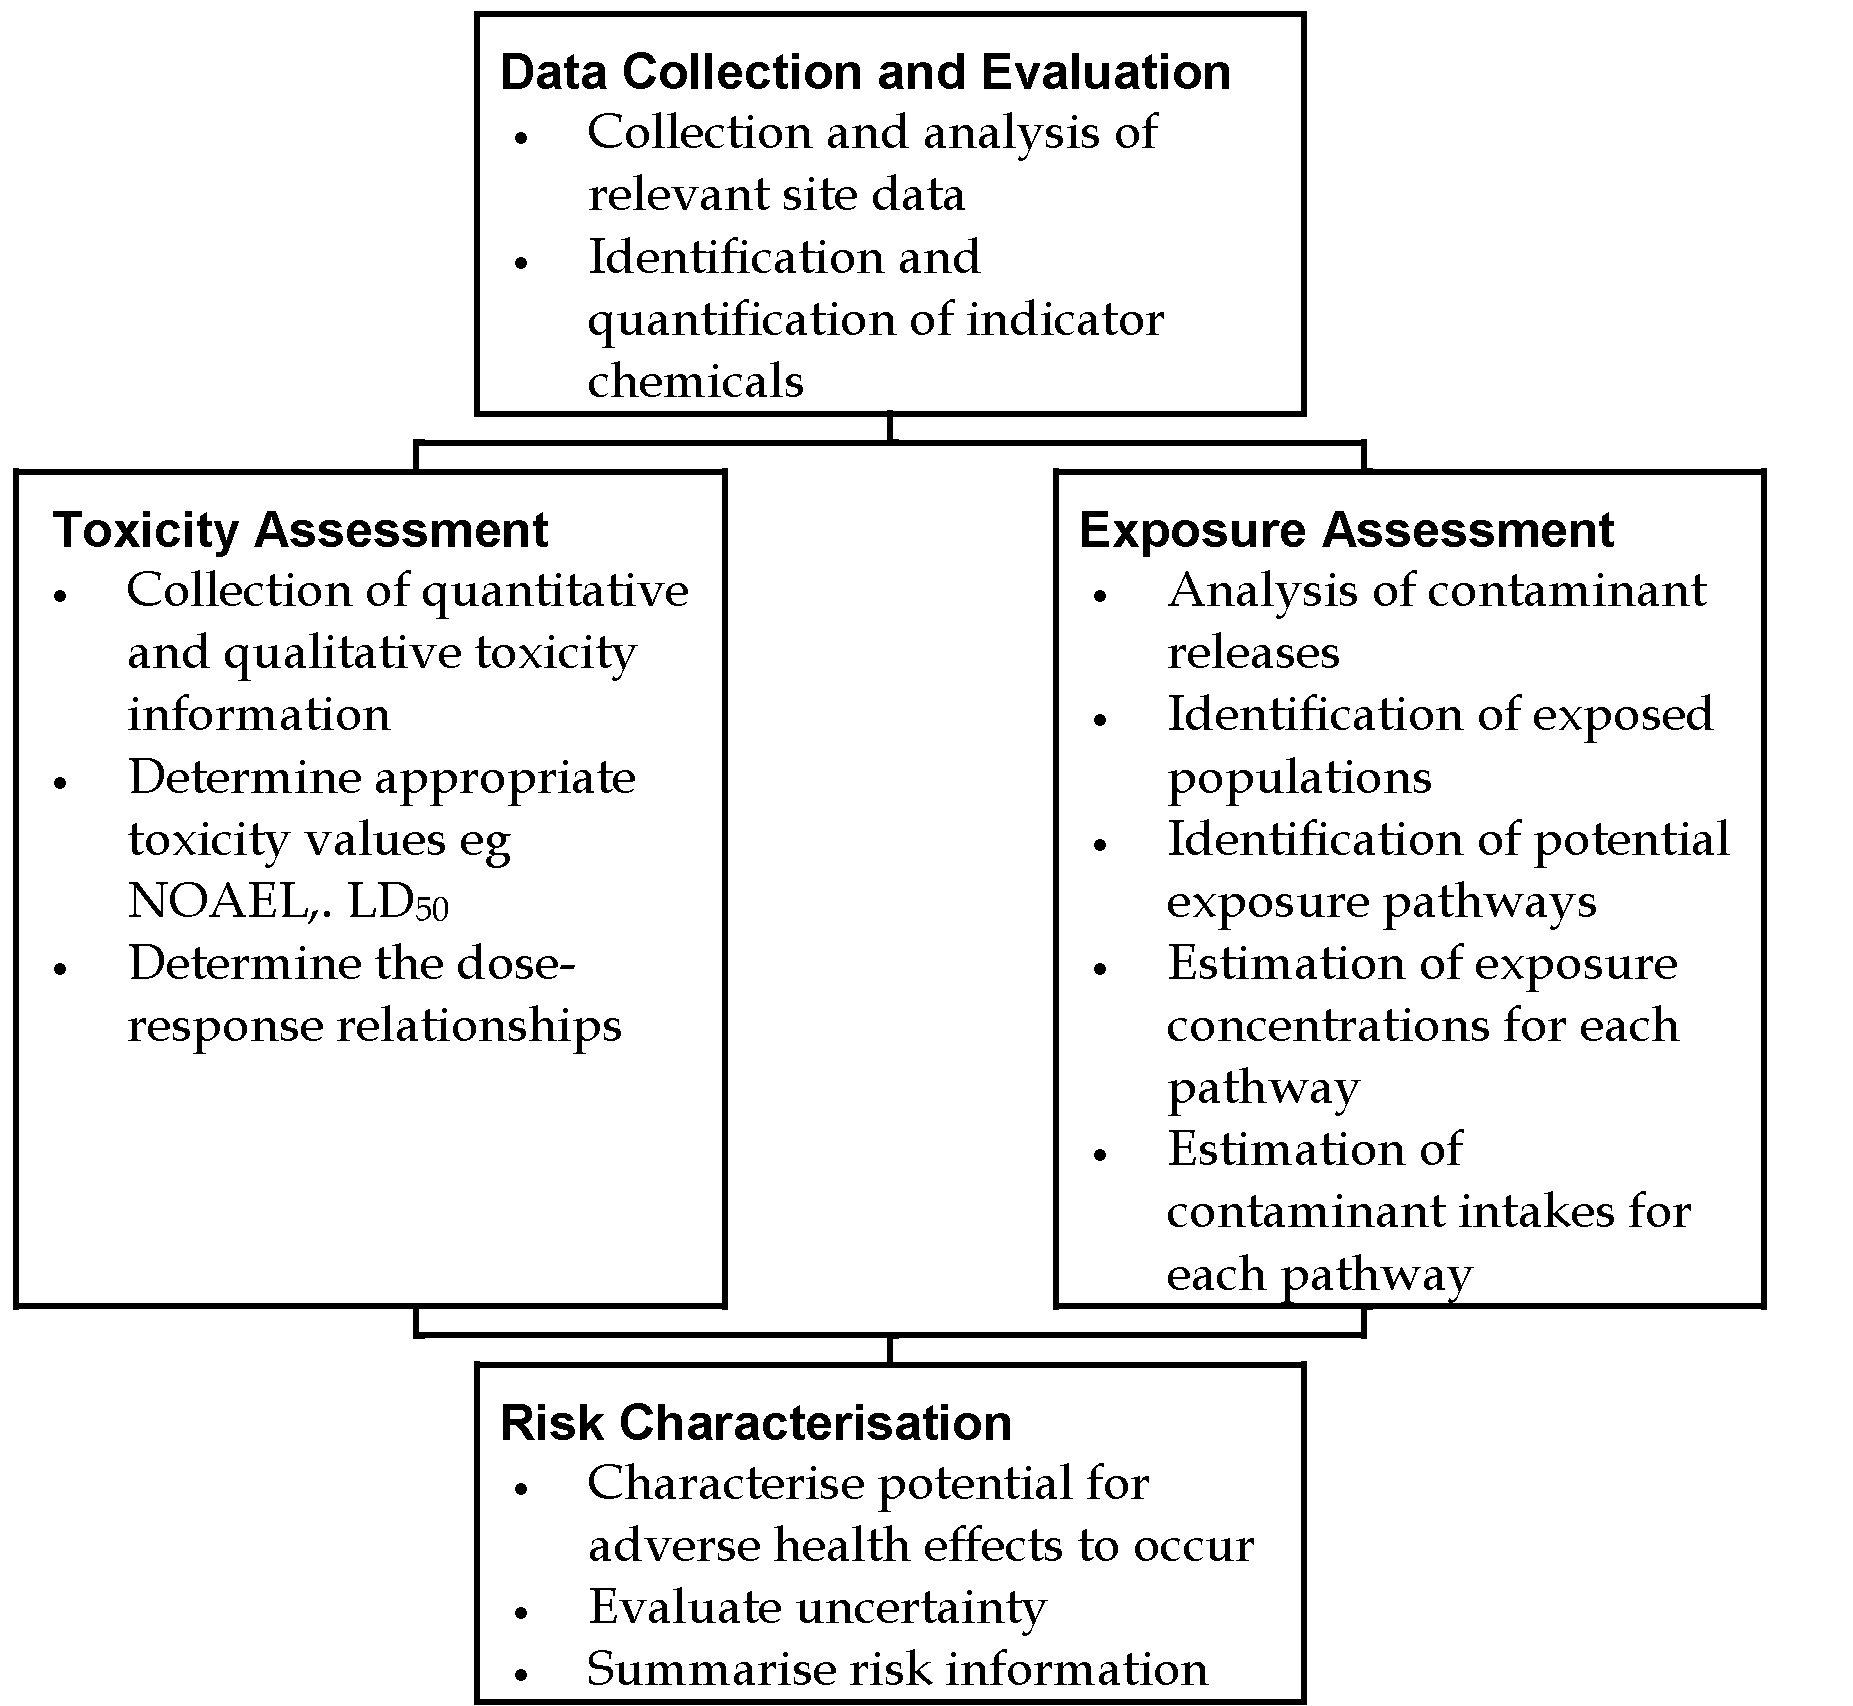 Data Collection and Evaluation
• Collection and analysis of
relevant site data
• Identification and
quantification of indicator
chemicals
Toxicity Assessment
• Collection of quantitative
and qualitative toxicity
information
• Determine appropriate
toxicity values eg
NOAEL,. LD50
• Determine the dose-
response relationships
Exposure Assessment
• Analysis of contaminant
releases
• Identification of exposed
populations
• Identification of potential
exposure pathways
• Estimation of exposure
concentrations for each
pathway
• Estimation of
contaminant intakes for
each pathway
Risk Characterisation
• Characterise potential for
adverse health effects to occur
• Evaluate uncertainty
• Summarise risk information